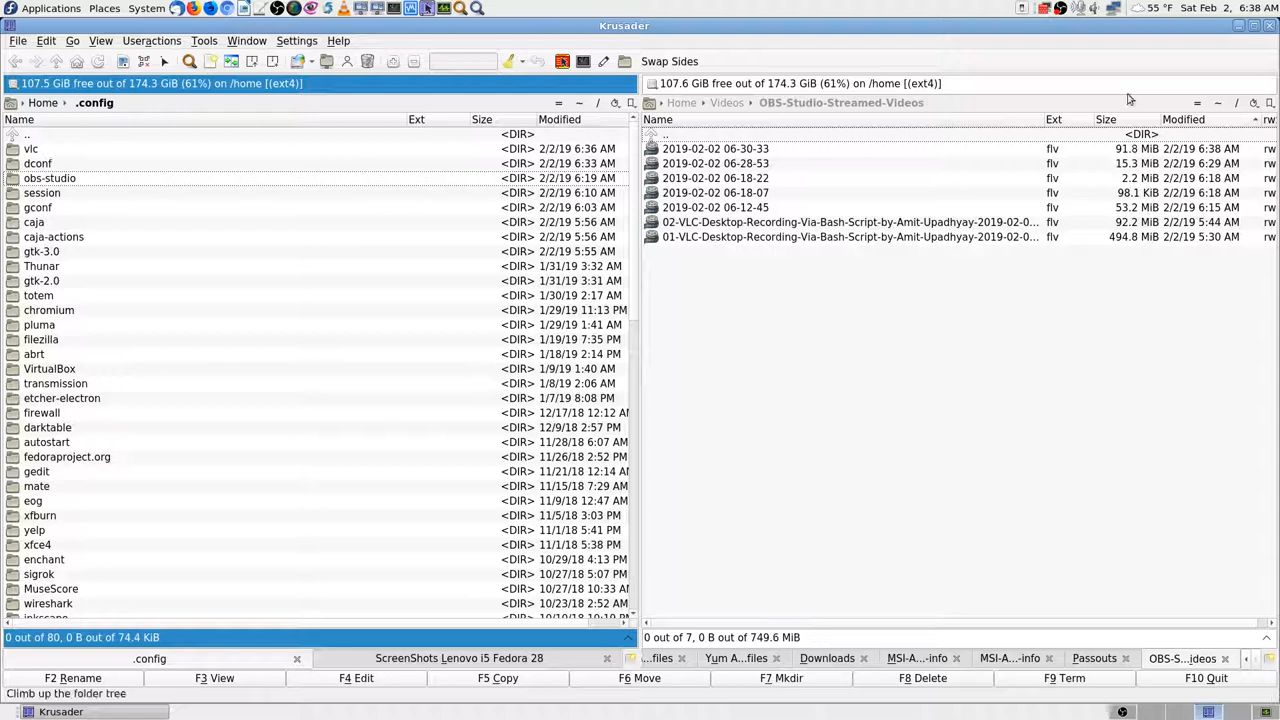 Applications Places System 55 °F Sat Feb 2, 6:38 AM
Krusader
File Edit Go View Useractions Tools Window Settings Help
Swap Sides
107.5 GiB free out of 174.3 GiB (61%) on /home [(ext4)] 107.6 GiB free out of 174.3 GiB (61%) on /home [(ext4)]
Home .config = ~ / Home Videos OBS-Studio-Streamed-Videos = ~ /
Name Ext Size Modified Name Ext Size Modified rw
.. <DIR> .. <DIR>
vlc <DIR> 2/2/19 6:36 AM 2019-02-02 06-30-33 flv 91.8 MiB 2/2/19 6:38 AM rw
dconf <DIR> 2/2/19 6:33 AM 2019-02-02 06-28-53 flv 15.3 MiB 2/2/19 6:29 AM rw
obs-studio <DIR> 2/2/19 6:19 AM 2019-02-02 06-18-22 flv 2.2 MiB 2/2/19 6:18 AM rw
session <DIR> 2/2/19 6:10 AM 2019-02-02 06-18-07 flv 98.1 KiB 2/2/19 6:18 AM rw
gconf <DIR> 2/2/19 6:03 AM 2019-02-02 06-12-45 flv 53.2 MiB 2/2/19 6:15 AM rw
caja <DIR> 2/2/19 5:56 AM 02-VLC-Desktop-Recording-Via-Bash-Script-by-Amit-Upadhyay-2019-02-0... flv 92.2 MiB 2/2/19 5:44 AM rw
caja-actions <DIR> 2/2/19 5:56 AM 01-VLC-Desktop-Recording-Via-Bash-Script-by-Amit-Upadhyay-2019-02-0... flv 494.8 MiB 2/2/19 5:30 AM rw
gtk-3.0 <DIR> 2/2/19 5:55 AM
Thunar <DIR> 1/31/19 3:32 AM
gtk-2.0 <DIR> 1/31/19 3:31 AM
totem <DIR> 1/30/19 2:17 AM
chromium <DIR> 1/29/19 11:13 PM
pluma <DIR> 1/29/19 1:41 AM
filezilla <DIR> 1/19/19 7:35 PM
abrt <DIR> 1/18/19 2:14 PM
VirtualBox <DIR> 1/9/19 1:40 AM
transmission <DIR> 1/8/19 2:06 AM
etcher-electron <DIR> 1/7/19 8:08 PM
firewall <DIR> 12/17/18 12:12 AM
darktable <DIR> 12/9/18 2:57 PM
autostart <DIR> 11/28/18 6:07 AM
fedoraproject.org <DIR> 11/26/18 2:52 PM
gedit <DIR> 11/21/18 12:14 AM
mate <DIR> 11/15/18 7:29 AM
eog <DIR> 11/9/18 12:47 AM
xfburn <DIR> 11/5/18 3:03 PM
yelp <DIR> 11/1/18 5:41 PM
xfce4 <DIR> 11/1/18 5:38 PM
enchant <DIR> 10/29/18 4:13 PM
sigrok <DIR> 10/27/18 5:07 PM
MuseScore <DIR> 10/27/18 10:33 AM
wireshark <DIR> 10/23/18 2:52 AM
0 out of 80, 0 B out of 74.4 KiB 0 out of 7, 0 B out of 749.6 MiB
.config ScreenShots Lenovo i5 Fedora 28 ...files Yum A...files Downloads MSI-A...-info MSI-A...-info Passouts OBS-S...ideos
F2 Rename F3 View F4 Edit F5 Copy F6 Move F7 Mkdir F8 Delete F9 Term F10 Quit
Climb up the folder tree
Krusader